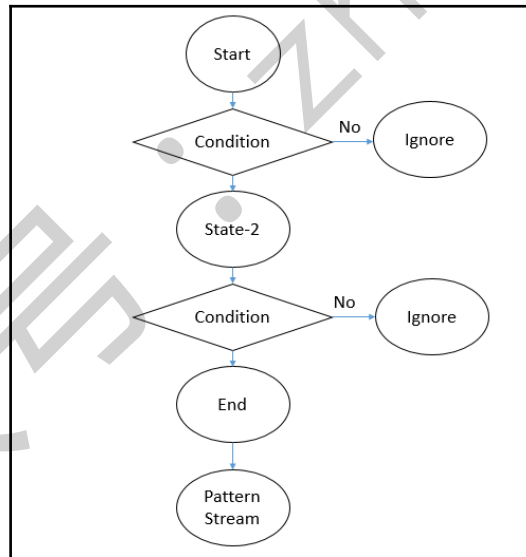 Start
Condition
No
Ignore
State-2
Condition
No
Ignore
End
Pattern
Stream